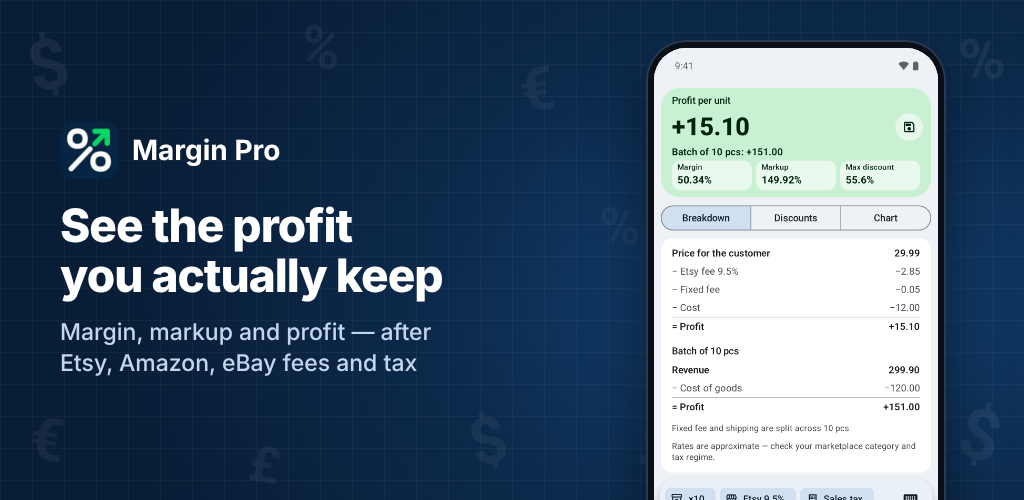 Margin Pro
See the profit
you actually keep
Margin, markup and profit — after
Etsy, Amazon, eBay fees and tax
9:41
Profit per unit
+15.10
Batch of 10 pcs: +151.00
Margin Markup Max discount
50.34% 149.92% 55.6%
Breakdown Discounts Chart
Price for the customer 29.99
− Etsy fee 9.5% −2.85
− Fixed fee −0.05
− Cost −12.00
= Profit +15.10
Batch of 10 pcs
Revenue 299.90
− Cost of goods −120.00
= Profit +151.00
Fixed fee and shipping are split across 10 pcs
Rates are approximate — check your marketplace category and
tax regime.
x10 Etsy 9.5% Sales tax